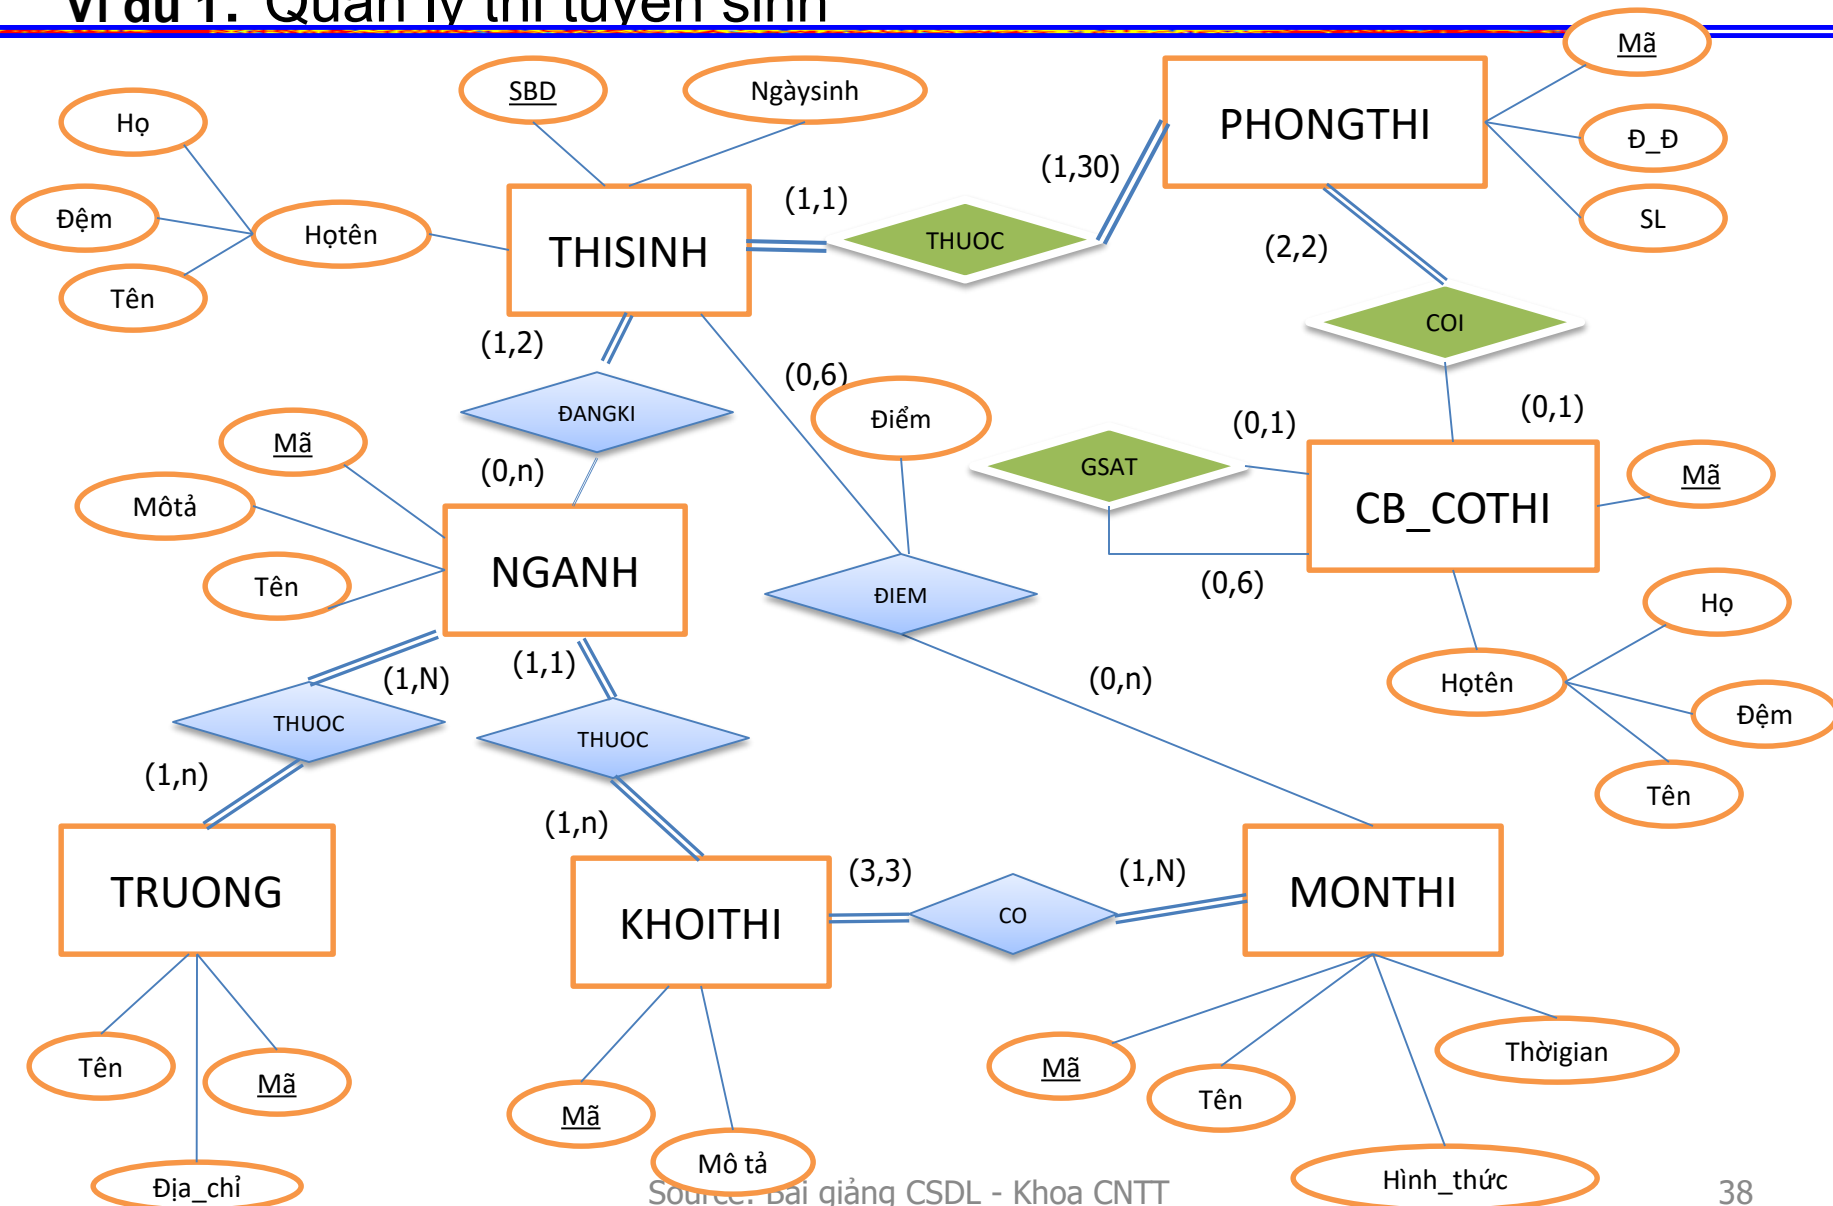 Ví dụ 1. Quản lý thi tuyển sinh
Mã
SBD
Ngàysinh
Họ
PHONGTHI
Đ_Đ
(1,30)
(1,1)
Đệm
Họtên
THISINH
THUOC
SL
(2,2)
Tên
COI
(1,2)
(0,6)
ĐANGKI
Điểm
(0,1)
(0,1)
Mã
(0,n)
GSAT
Mã
Môtả
CB_COTHI
NGANH
Tên
(0,6)
ĐIEM
Họ
(1,N)
(1,1)
(0,n)
Họtên
Đệm
THUOC
THUOC
(1,n)
Tên
(1,n)
(3,3)
(1,N)
TRUONG
KHOITHI
CO
MONTHI
Tên
Mã
Mã
Thờigian
Mã
Tên
Mô tả
Địa_chỉ
Hình_thức
Source: Bài giảng CSDL - Khoa CNTT
38